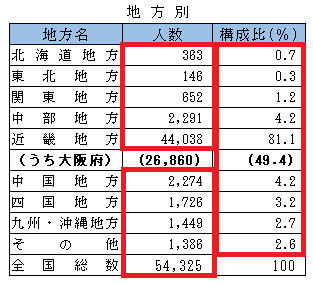 地方別
地方名 人数 構成比(%)
北海道地方 363 0.7
東北地方 146 0.3
関東地方 652 1.2
中部地方 2,291 4.2
近畿地方 44,038 81.1
(うち大阪府) (26,860) (49.4)
中国地方 2,274 4.2
四国地方 1,726 3.2
九州・沖縄地方 1,449 2.7
その他 1,386 2.6
全国総数 54,325 100